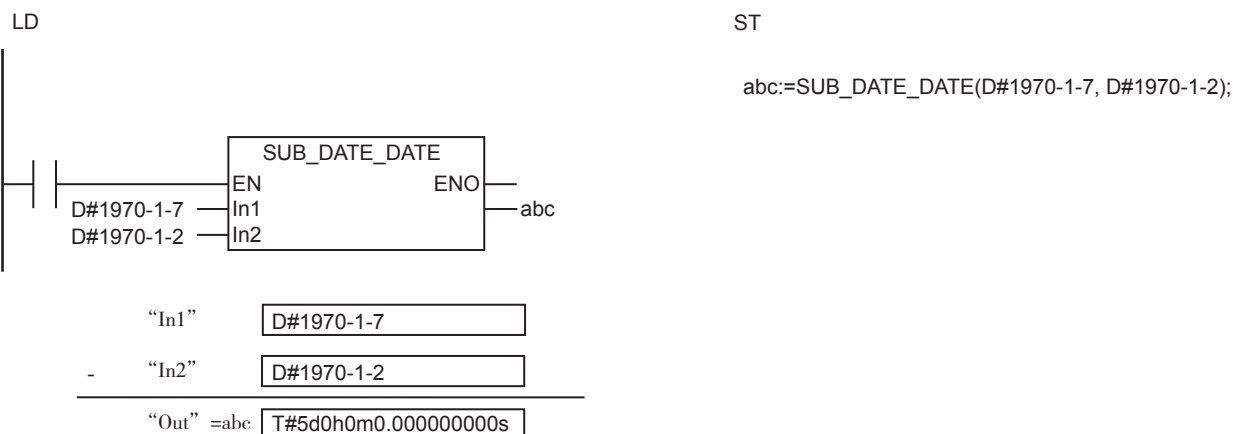 LD
ST
abc:=SUB_DATE_DATE(D#1970-1-7, D#1970-1-2);
SUB_DATE_DATE
EN ENO
D#1970-1-7 In1 abc
D#1970-1-2 In2
“In1” D#1970-1-7
- “In2” D#1970-1-2
“Out” =abc T#5d0h0m0.000000000s